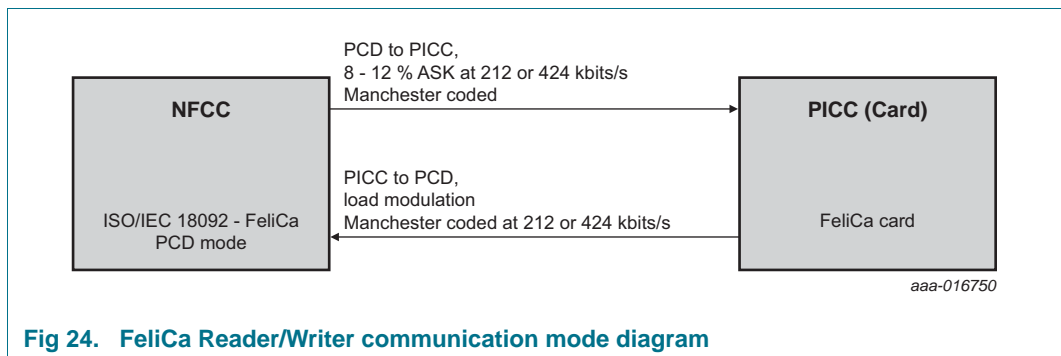 PCD to PICC,
8 - 12 % ASK at 212 or 424 kbits/s
Manchester coded
NFCC
PICC (Card)
PICC to PCD,
load modulation
Manchester coded at 212 or 424 kbits/s
ISO/IEC 18092 - FeliCa
PCD mode
FeliCa card
aaa-016750
Fig 24. FeliCa Reader/Writer communication mode diagram